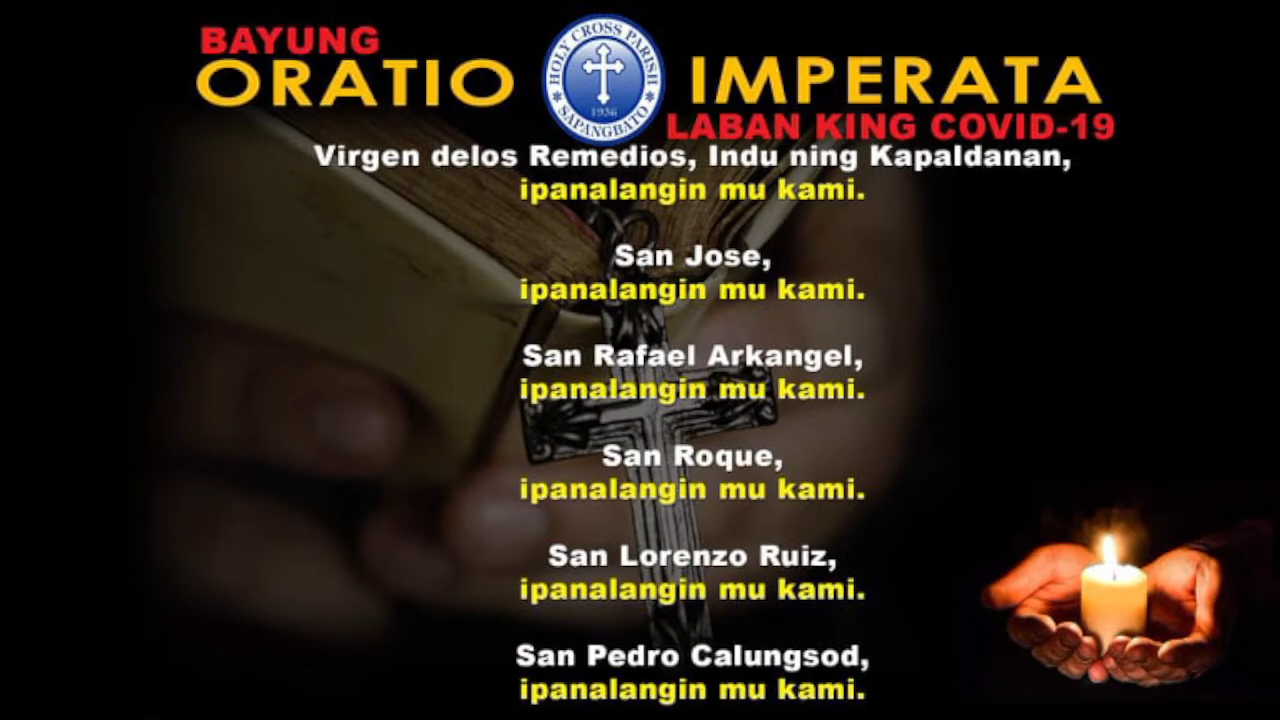 BAYUNG
ORATIO IMPERATA
LABAN KING COVID-19
HOLY CROSS PARISH
SAPANGBATO
1936
Virgen delos Remedios, Indu ning Kapaldanan,
ipanalangin mu kami.
San Jose,
ipanalangin mu kami.
San Rafael Arkangel,
ipanalangin mu kami.
San Roque,
ipanalangin mu kami.
San Lorenzo Ruiz,
ipanalangin mu kami.
San Pedro Calungsod,
ipanalangin mu kami.